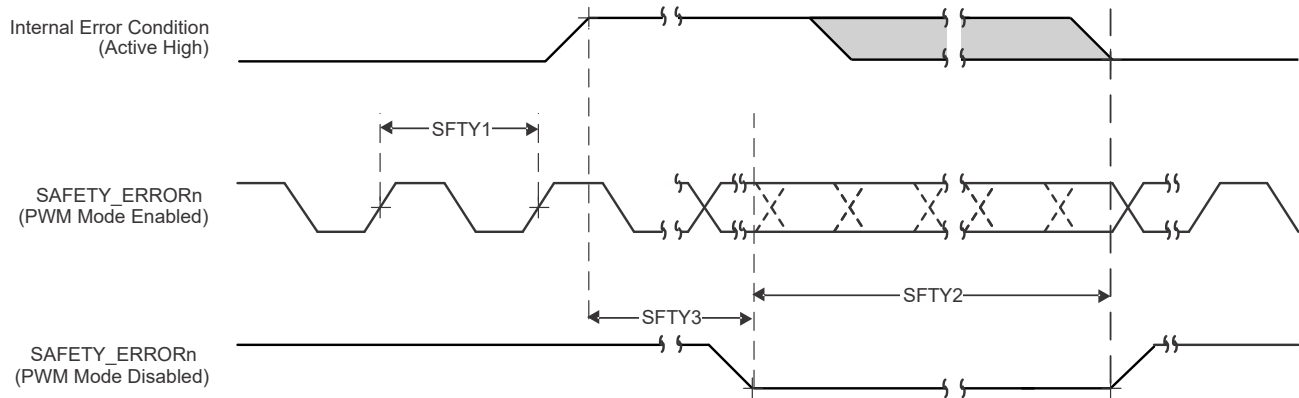 Internal Error Condition
(Active High)
SFTY1
SAFETY_ERRORn
(PWM Mode Enabled)
SFTY2
SFTY3
SAFETY_ERRORn
(PWM Mode Disabled)